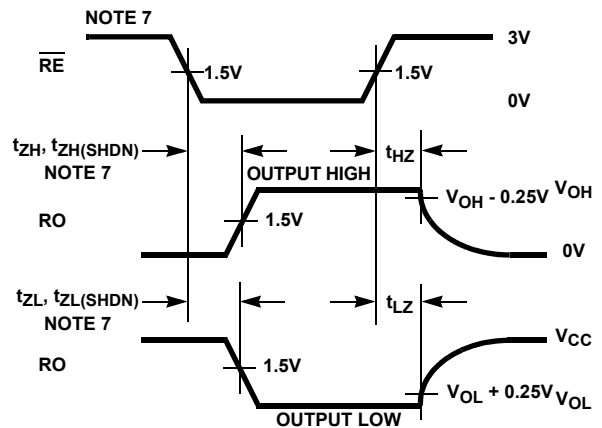 NOTE 7
RE
3V
1.5V
1.5V
0V
tZH, tZH(SHDN)
NOTE 7
tHZ
OUTPUT HIGH
VOH - 0.25V
VOH
RO
1.5V
0V
tZL, tZL(SHDN)
NOTE 7
tLZ
VCC
RO
1.5V
VOL + 0.25V
VOL
OUTPUT LOW